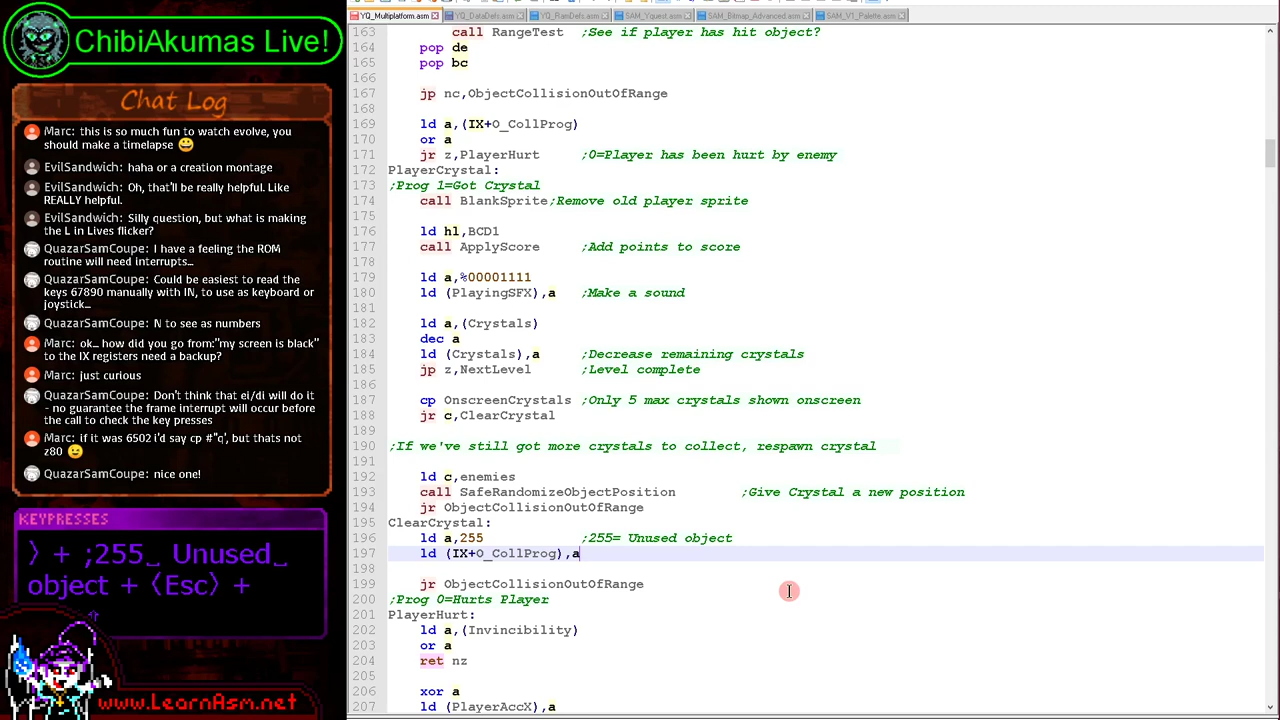 ChibiAkumas Live!
Chat Log
Marc: this is so much fun to watch evolve, you
should make a timelapse 😀
EvilSandwich: haha or a creation montage
EvilSandwich: Oh, that'll be really helpful. Like
REALLY helpful.
EvilSandwich: Silly question, but what is making
the L in Lives flicker?
QuazarSamCoupe: I have a feeling the ROM
routine will need interrupts...
QuazarSamCoupe: Could be easiest to read the
keys 67890 manually with IN, to use as keyboard or
joystick...
QuazarSamCoupe: N to see as numbers
Marc: ok... how did you go from:"my screen is black"
to the IX registers need a backup?
Marc: just curious
QuazarSamCoupe: Don't think that ei/di will do it
- no guarantee the frame interrupt will occur before
the call to check the key presses
Marc: if it was 6502 i'd say cp #"q', but thats not
z80 😉
QuazarSamCoupe: nice one!
KEYPRESSES
〉+ ;255_ Unused_
object + 〈Esc〉 +
www.LearnAsm.net
YQ_Multiplatform.asm YQ_DataDefs.asm YQ_RamDefs.asm SAM_Yquest.asm SAM_Bitmap_Advanced.asm SAM_V1_Palette.asm
163 call RangeTest ;See if player has hit object?
164 pop de
165 pop bc
166
167 jp nc,ObjectCollisionOutOfRange
168
169 ld a,(IX+O_CollProg)
170 or a
171 jr z,PlayerHurt ;0=Player has been hurt by enemy
172 PlayerCrystal:
173 ;Prog 1=Got Crystal
174 call BlankSprite;Remove old player sprite
175
176 ld hl,BCD1
177 call ApplyScore ;Add points to score
178
179 ld a,%00001111
180 ld (PlayingSFX),a ;Make a sound
181
182 ld a,(Crystals)
183 dec a
184 ld (Crystals),a ;Decrease remaining crystals
185 jp z,NextLevel ;Level complete
186
187 cp OnscreenCrystals ;Only 5 max crystals shown onscreen
188 jr c,ClearCrystal
189
190 ;If we've still got more crystals to collect, respawn crystal
191
192 ld c,enemies
193 call SafeRandomizeObjectPosition ;Give Crystal a new position
194 jr ObjectCollisionOutOfRange
195 ClearCrystal:
196 ld a,255 ;255= Unused object
197 ld (IX+O_CollProg),a
198
199 jr ObjectCollisionOutOfRange
200 ;Prog 0=Hurts Player
201 PlayerHurt:
202 ld a,(Invincibility)
203 or a
204 ret nz
205
206 xor a
207 ld (PlayerAccX),a